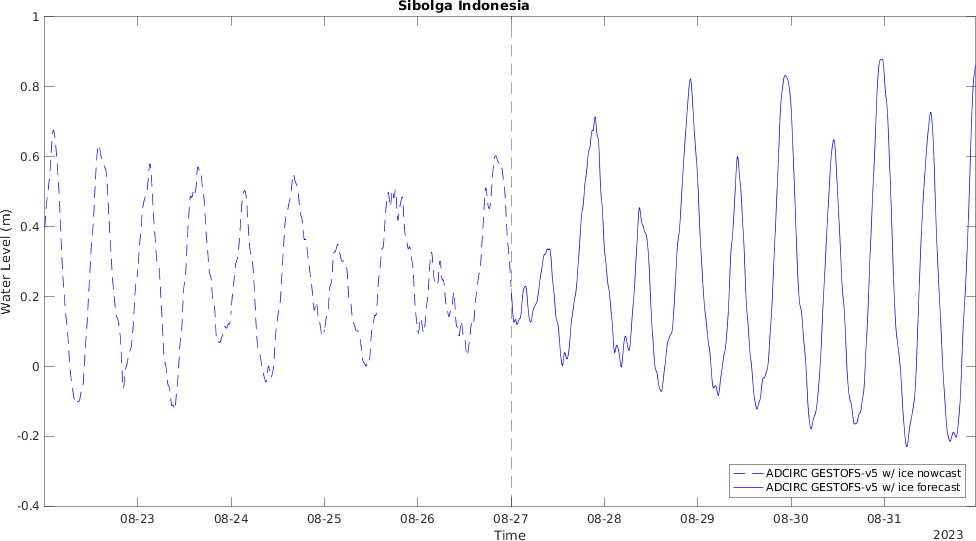 Sibolga Indonesia
Water Level (m)
1
0.8
0.6
0.4
0.2
0
-0.2
-0.4
ADCIRC GESTOFS-v5 w/ ice nowcast
ADCIRC GESTOFS-v5 w/ ice forecast
08-23 08-24 08-25 08-26 08-27 08-28 08-29 08-30 08-31
Time
2023